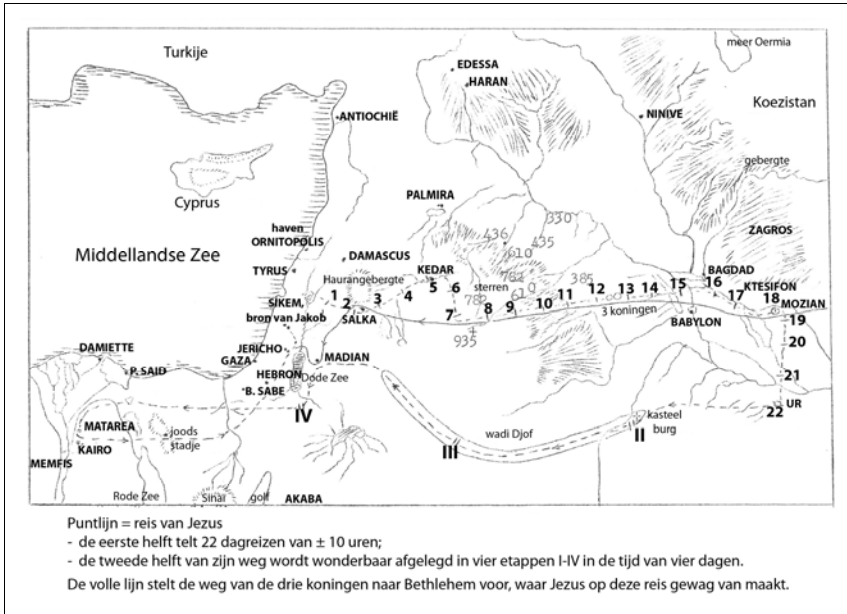 Turkije
meer Oermia
EDESSA
HARAN
Koezistan
ANTIOCHIË
NINIVE
gebergte
Cyprus
PALMIRA
330
haven
ORNITOPOLIS
436
435
ZAGROS
Middellandse Zee
DAMASCUS
610
TYRUS
Haurangebergte
KEDAR
sterren
762
385
BAGDAD
SIKEM,
bron van Jakob
1
2
3
4
5
6
782
610
7
8
9
10
11
12
13
14
15
16
17
KTESIFON
18
MOZIAN
SALKA
3 koningen
BABYLON
19
935
20
JERICHO
DAMIETTE
GAZA
MADIAN
P. SAID
HEBRON
Dode Zee
21
B. SABE
UR
22
IV
kasteel
burg
II
MATAREA
joods
stadje
wadi Djof
III
KAIRO
MEMFIS
Rode Zee
Sinaï
golf
AKABA
Puntlijn = reis van Jezus
- de eerste helft telt 22 dagreizen van ± 10 uren;
- de tweede helft van zijn weg wordt wonderbaar afgelegd in vier etappen I-IV in de tijd van vier dagen.
De volle lijn stelt de weg van de drie koningen naar Bethlehem voor, waar Jezus op deze reis gewag van maakt.